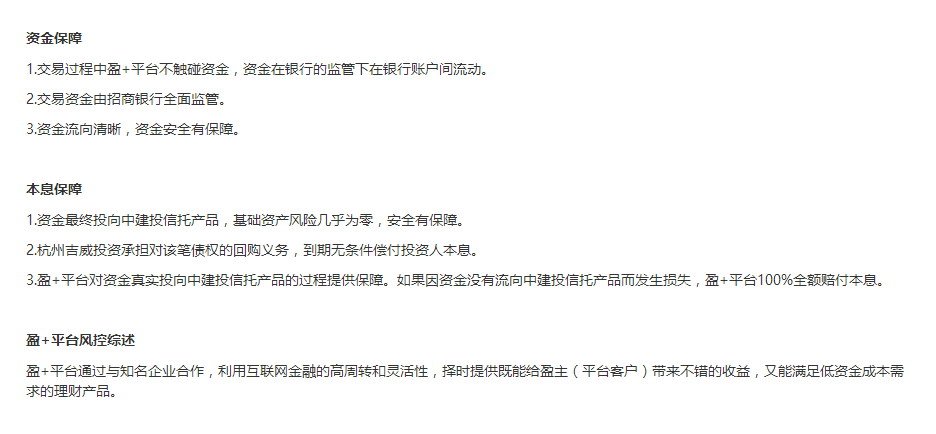 资金保障
1.交易过程中盈+平台不触碰资金，资金在银行的监管下在银行账户间流动。
2.交易资金由招商银行全面监管。
3.资金流向清晰，资金安全有保障。
本息保障
1.资金最终投向中建投信托产品，基础资产风险几乎为零，安全有保障。
2.杭州吉威投资承担对该笔债权的回购义务，到期无条件偿付投资人本息。
3.盈+平台对资金真实投向中建投信托产品的过程提供保障。如果因资金没有流向中建投信托产品而发生损失，盈+平台100%全额赔付本息。
盈+平台风控综述
盈+平台通过与知名企业合作，利用互联网金融的高周转和灵活性，择时提供既能给盈主（平台客户）带来不错的收益，又能满足低资金成本需
求的理财产品。